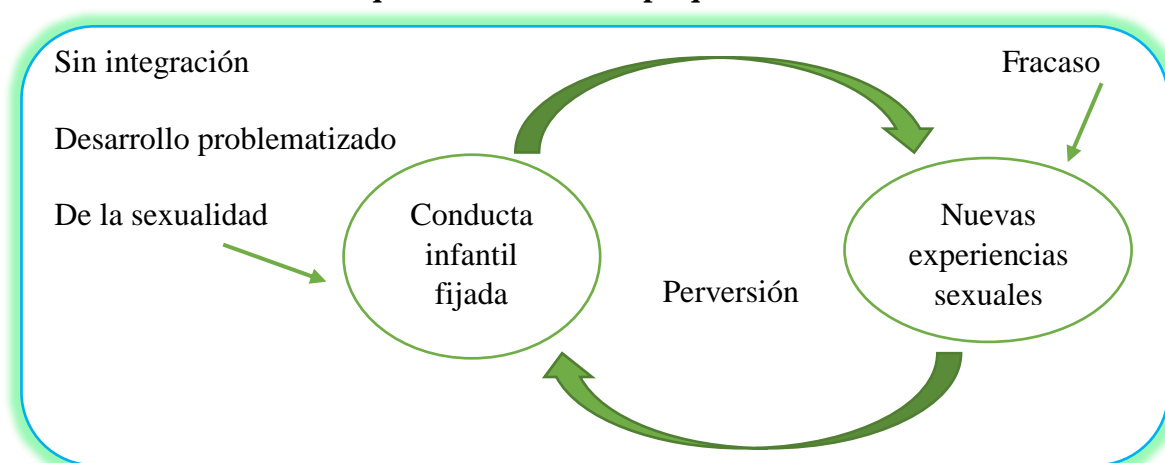 Sin integración
Fracaso
Desarrollo problematizado
De la sexualidad
Conducta
infantil
fijada
Perversión
Nuevas
experiencias
sexuales